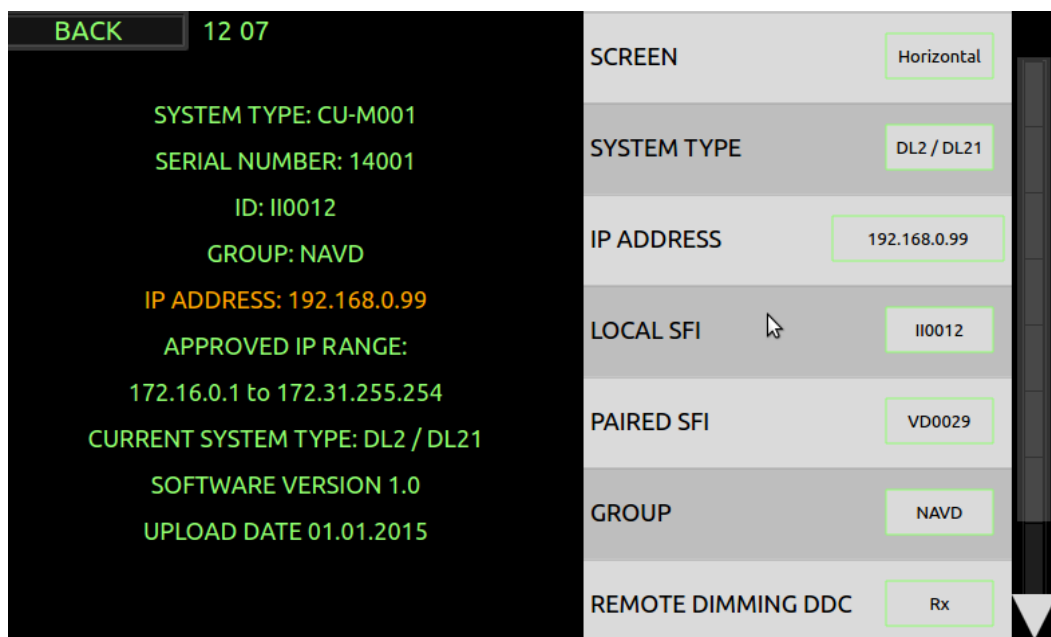 BACK 12 07
SYSTEM TYPE: CU-M001
SERIAL NUMBER: 14001
ID: II0012
GROUP: NAVD
IP ADDRESS: 192.168.0.99
APPROVED IP RANGE:
172.16.0.1 to 172.31.255.254
CURRENT SYSTEM TYPE: DL2 / DL21
SOFTWARE VERSION 1.0
UPLOAD DATE 01.01.2015
SCREEN Horizontal
SYSTEM TYPE DL2 / DL21
IP ADDRESS 192.168.0.99
LOCAL SFI II0012
PAIRED SFI VD0029
GROUP NAVD
REMOTE DIMMING DDC Rx